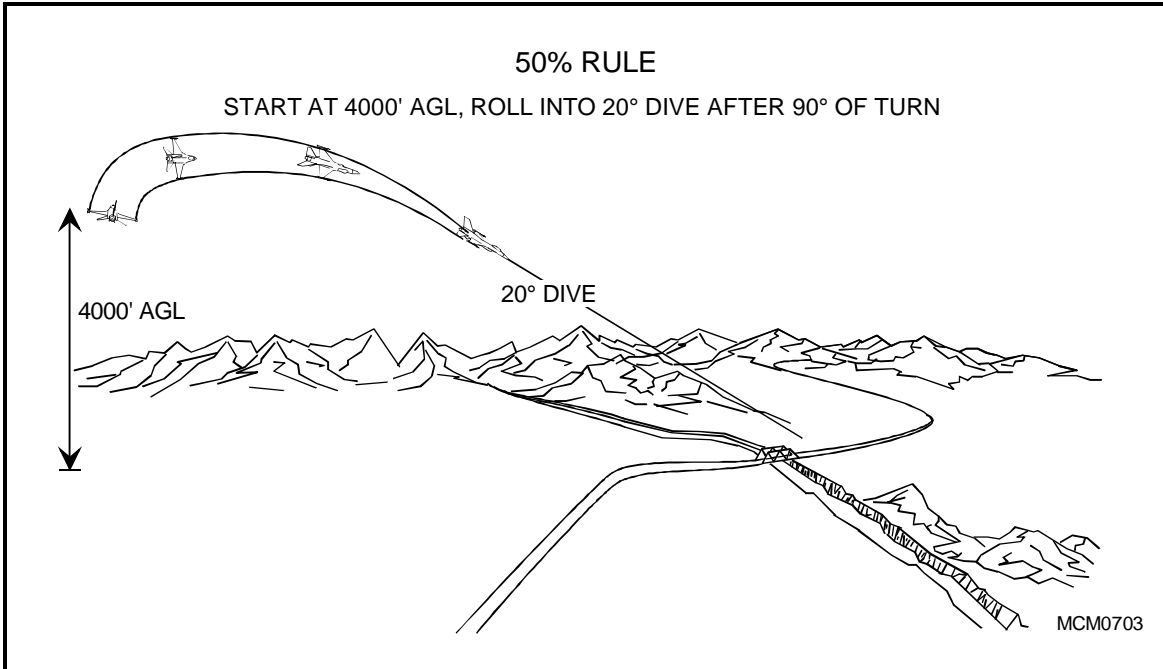 50% RULE
START AT 4000' AGL, ROLL INTO 20° DIVE AFTER 90° OF TURN
20° DIVE
4000' AGL
MCM0703